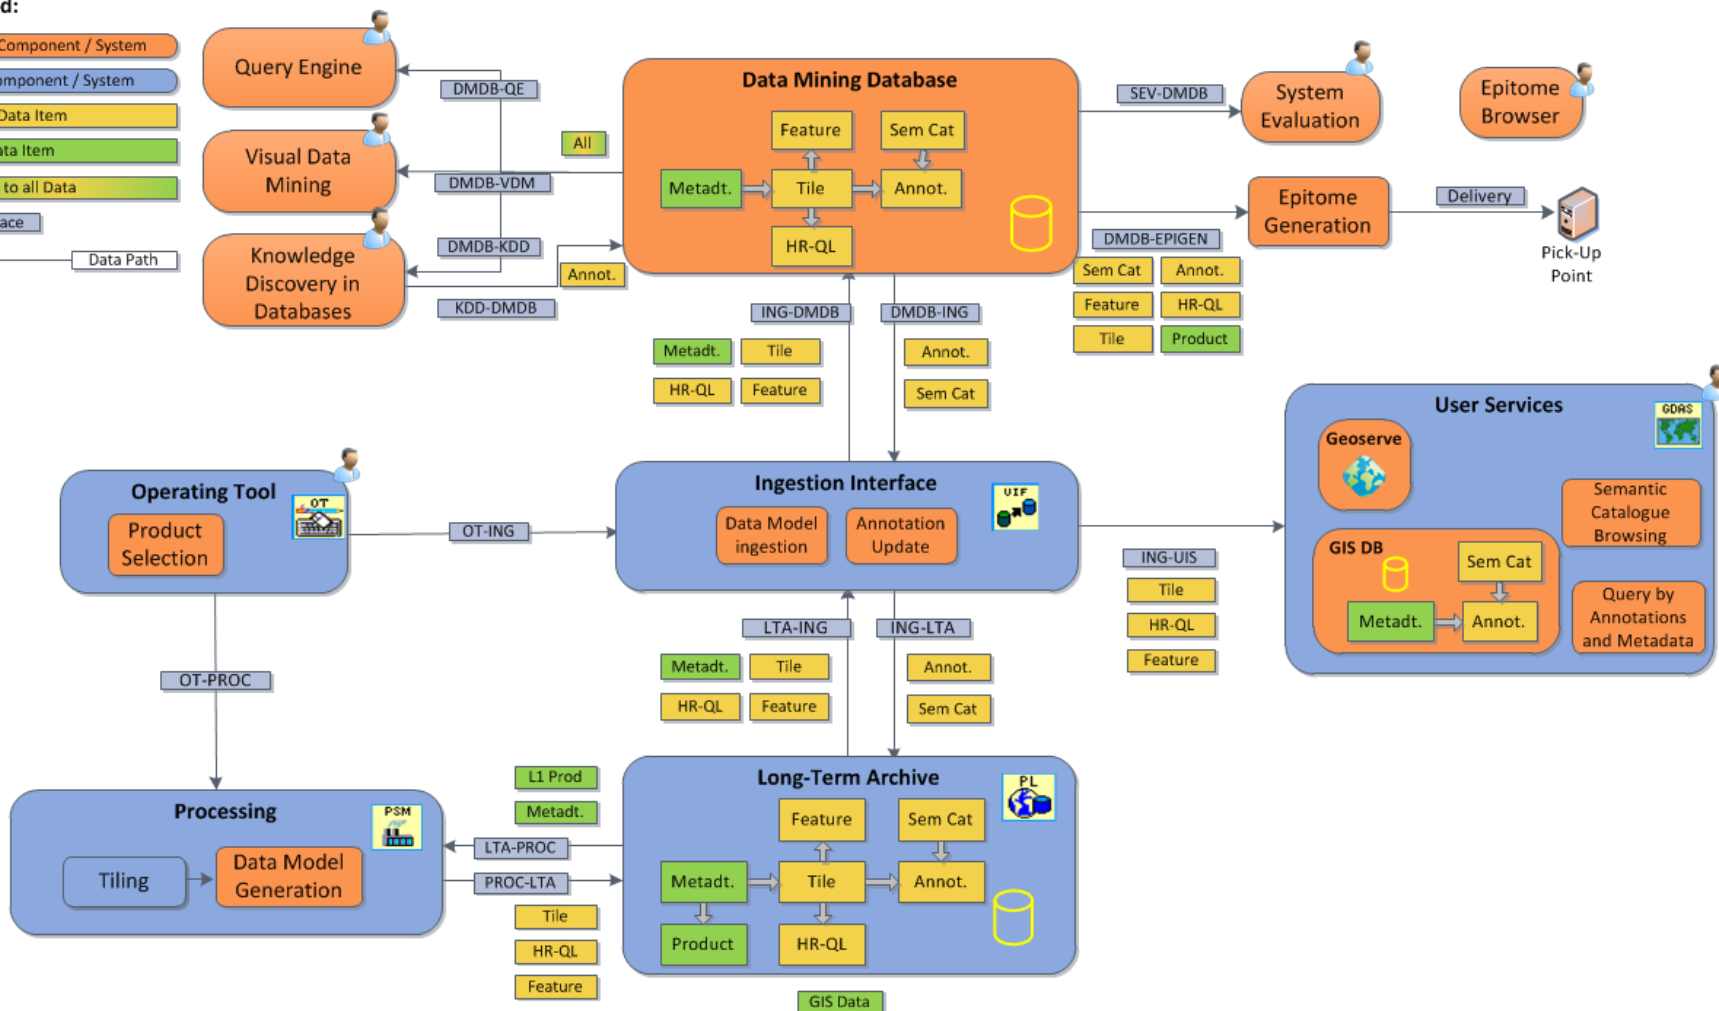 d:
Component / System
mponent / System
Data Item
ata Item
to all Data
ace
Data Path
Query Engine
Visual Data
Mining
Knowledge
Discovery in
Databases
DMDB-QE
DMDB-VDM
DMDB-KDD
KDD-DMDB
All
Annot.
Data Mining Database
Feature
Sem Cat
Metadt.
Tile
Annot.
HR-QL
SEV-DMDB
System
Evaluation
Epitome
Browser
Epitome
Generation
Delivery
Pick-Up
Point
DMDB-EPIGEN
Sem Cat
Annot.
Feature
HR-QL
Tile
Product
ING-DMDB
DMDB-ING
Metadt.
Tile
HR-QL
Feature
Annot.
Sem Cat
Operating Tool
OT
Product
Selection
OT-ING
Ingestion Interface
UIF
Data Model
ingestion
Annotation
Update
ING-UIS
Tile
HR-QL
Feature
User Services
GDAS
Geoserve
Semantic
Catalogue
Browsing
GIS DB
Sem Cat
Metadt.
Annot.
Query by
Annotations
and Metadata
LTA-ING
ING-LTA
Metadt.
Tile
HR-QL
Feature
Annot.
Sem Cat
OT-PROC
Processing
PSM
Tiling
Data Model
Generation
L1 Prod
Metadt.
LTA-PROC
PROC-LTA
Tile
HR-QL
Feature
Long-Term Archive
PL
Feature
Sem Cat
Metadt.
Tile
Annot.
Product
HR-QL
GIS Data